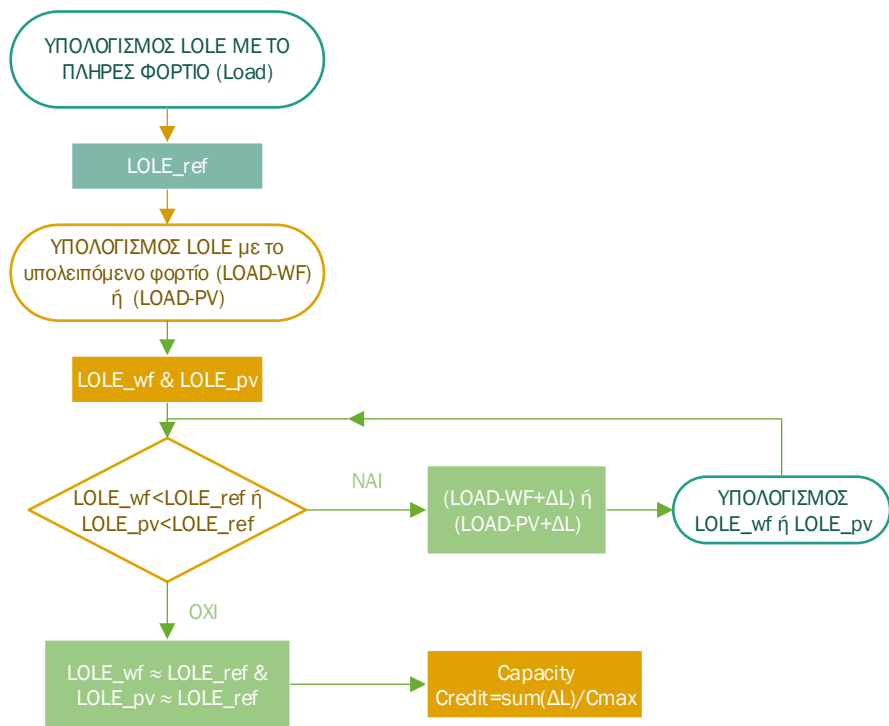 ΥΠΟΛΟΓΙΣΜΟΣ LOLE ΜΕ ΤΟ
ΠΛΗΡΕΣ ΦΟΡΤΙΟ (Load)
LOLE_ref
ΥΠΟΛΟΓΙΣΜΟΣ LOLE με το
υπολειπόμενο φορτίο (LOAD-WF)
ή (LOAD-PV)
LOLE_wf & LOLE_pv
LOLE_wf<LOLE_ref ή
LOLE_pv<LOLE_ref
ΝΑΙ
(LOAD-WF+ΔL) ή
(LOAD-PV+ΔL)
ΥΠΟΛΟΓΙΣΜΟΣ
LOLE_wf ή LOLE_pv
ΟΧΙ
LOLE_wf ≈ LOLE_ref &
LOLE_pv ≈ LOLE_ref
Capacity
Credit=sum(ΔL)/Cmax